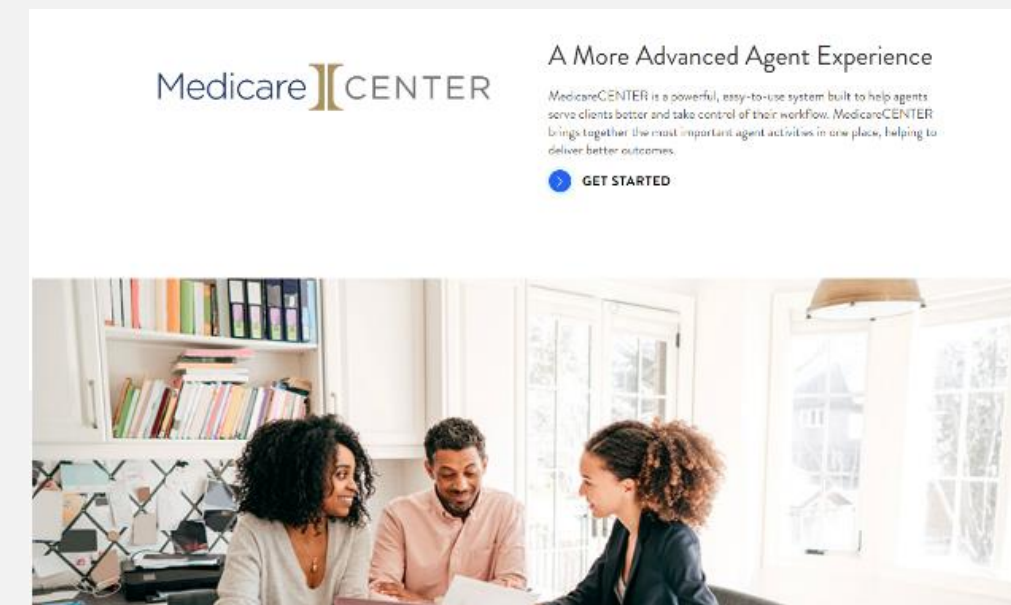 Medicare CENTER
A More Advanced Agent Experience
MedicareCENTER is a powerful, easy-to-use system built to help agents
serve clients better and take control of their workflow. MedicareCENTER
brings together the most important agent activities in one place, helping to
deliver better outcomes.
GET STARTED